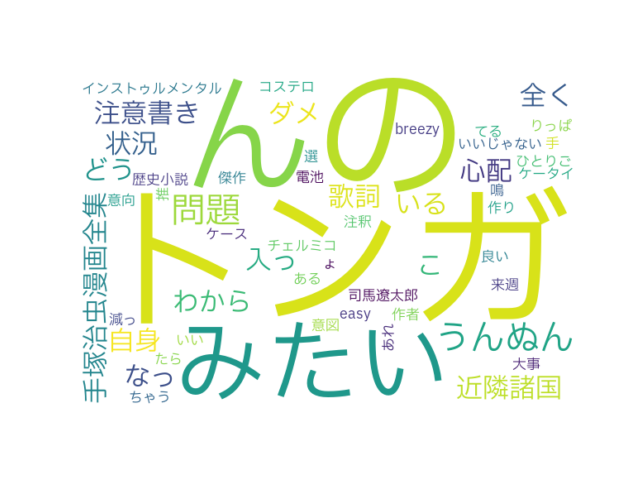 インストゥルメンタル
コステロ
全く
んの
注意書き
ダメ
breezy
てる
りっぱ
状況
いいじゃない
手
どう
選
心配
ひとりご
歴史小説
傑作
電池
ケータイ
意向
推
歌詞
いる
鳴
作り
問題
注釈
手塚治虫漫画全集
トンガ
ケース
チェルミコ
入っ
こ
良い
ょ
ある
来週
わから
司馬遼太郎
減っ
自身
いい
みたい
意図
easy
作者
あれ
うんぬん
たら
大事
なっ
近隣諸国
ちゃう